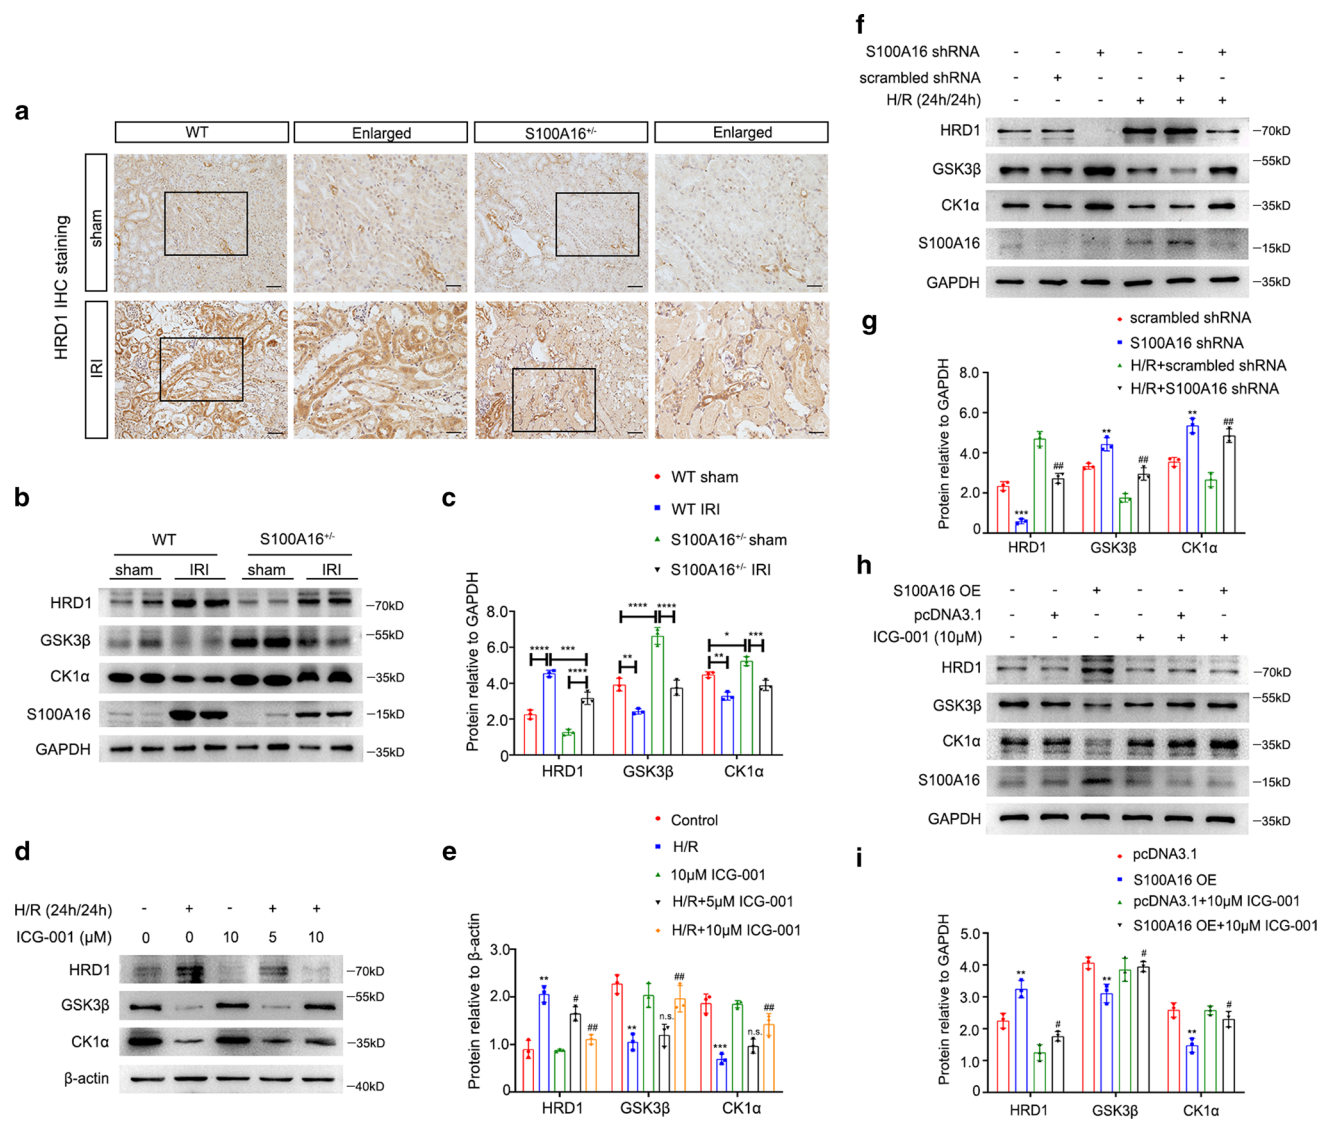 a
WT Enlarged S100A16+/- Enlarged
HRD1 IHC staining
sham
IRI
b
WT S100A16+/-
sham IRI sham IRI
HRD1 –70kD
GSK3β –55kD
CK1α –35kD
S100A16 –15kD
GAPDH –35kD
c
WT sham
WT IRI
S100A16+/- sham
S100A16+/- IRI
Protein relative to GAPDH
8.0
6.0
4.0
2.0
0
**** *** ****
**** **** **
* *** **
HRD1 GSK3β CK1α
d
H/R (24h/24h) - + - + +
ICG-001 (μM) 0 0 10 5 10
HRD1 –70kD
GSK3β –55kD
CK1α –35kD
β-actin –40kD
e
Control
H/R
10μM ICG-001
H/R+5μM ICG-001
H/R+10μM ICG-001
Protein relative to β-actin
3.0
2.0
1.0
0
** # ##
** n.s. ##
*** n.s. ##
HRD1 GSK3β CK1α
f
S100A16 shRNA - - + - - +
scrambled shRNA - + - - + -
H/R (24h/24h) - - - + + +
HRD1 –70kD
GSK3β –55kD
CK1α –35kD
S100A16 –15kD
GAPDH –35kD
g
scrambled shRNA
S100A16 shRNA
H/R+scrambled shRNA
H/R+S100A16 shRNA
Protein relative to GAPDH
8.0
6.0
4.0
2.0
0
*** ##
** ##
** ##
HRD1 GSK3β CK1α
h
S100A16 OE - - + - - +
pcDNA3.1 - + - - + -
ICG-001 (10μM) - - - + + +
HRD1 –70kD
GSK3β –55kD
CK1α –35kD
S100A16 –15kD
GAPDH –35kD
i
pcDNA3.1
S100A16 OE
pcDNA3.1+10μM ICG-001
S100A16 OE+10μM ICG-001
Protein relative to GAPDH
5.0
4.0
3.0
2.0
1.0
0
** #
** #
** #
HRD1 GSK3β CK1α